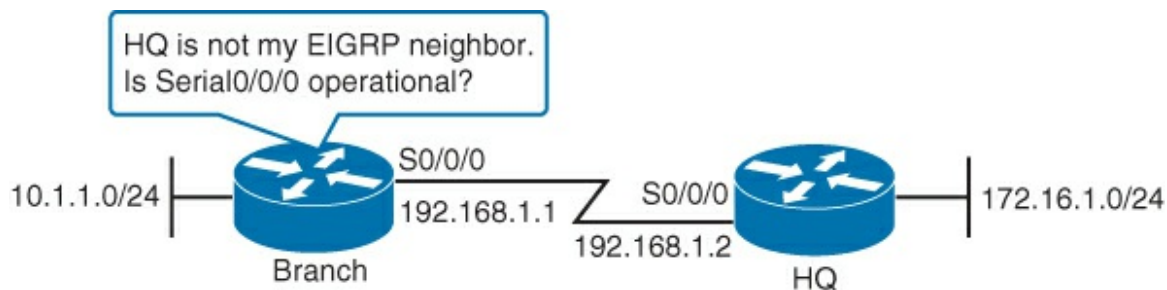 HQ is not my EIGRP neighbor.
Is Serial0/0/0 operational?
S0/0/0
10.1.1.0/24
192.168.1.1
S0/0/0
192.168.1.2
172.16.1.0/24
Branch
HQ